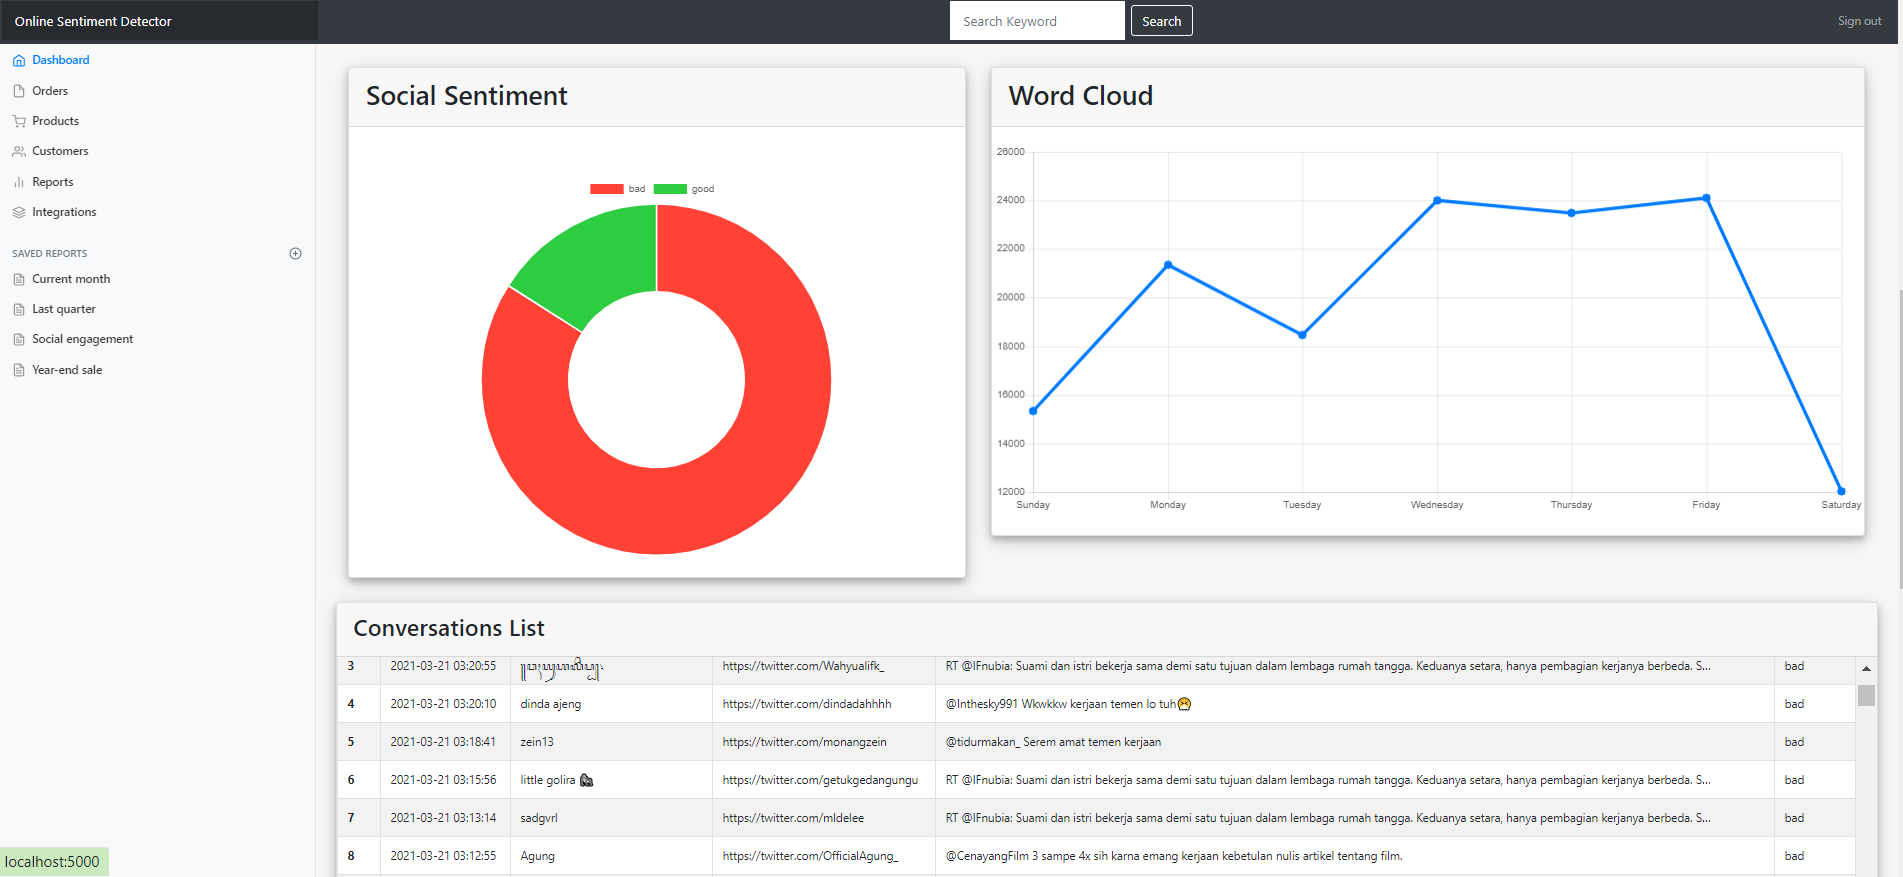 Online Sentiment Detector
Search Keyword
Search
Sign out
Dashboard
Orders
Products
Customers
Reports
Integrations
SAVED REPORTS
Current month
Last quarter
Social engagement
Year-end sale
Social Sentiment
bad good
Word Cloud
26000
24000
22000
20000
18000
16000
14000
12000
Sunday Monday Tuesday Wednesday Thursday Friday Saturday
Conversations List
3 2021-03-21 03:20:55 https://twitter.com/Wahyualifk_ RT @IFnubia: Suami dan istri bekerja sama demi satu tujuan dalam lembaga rumah tangga. Keduanya setara, hanya pembagian kerjanya berbeda. S... bad
4 2021-03-21 03:20:10 dinda ajeng https://twitter.com/dindadahhhh @Inthesky991 Wkwkkw kerjaan temen lo tuh bad
5 2021-03-21 03:18:41 zein13 https://twitter.com/monangzein @tidurmakan_ Serem amat temen kerjaan bad
6 2021-03-21 03:15:56 little golira 🦍 https://twitter.com/getukgedangungu RT @IFnubia: Suami dan istri bekerja sama demi satu tujuan dalam lembaga rumah tangga. Keduanya setara, hanya pembagian kerjanya berbeda. S... bad
7 2021-03-21 03:13:14 sadgvrl https://twitter.com/mldelee RT @IFnubia: Suami dan istri bekerja sama demi satu tujuan dalam lembaga rumah tangga. Keduanya setara, hanya pembagian kerjanya berbeda. S... bad
8 2021-03-21 03:12:55 Agung https://twitter.com/OfficialAgung_ @CenayangFilm 3 sampe 4x sih karna emang kerjaan kebetulan nulis artikel tentang film. bad
localhost:5000